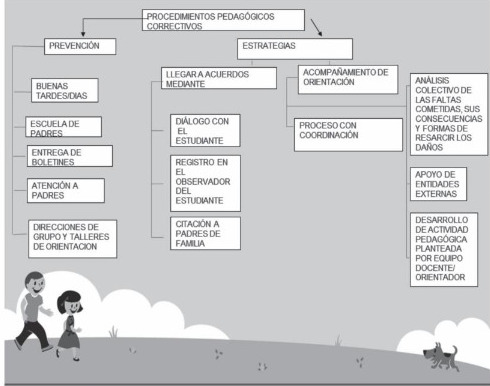 PROCEDIMIENTOS PEDAGÓGICOS
CORRECTIVOS
PREVENCIÓN
BUENAS
TARDES/DIAS
ESCUELA DE
PADRES
ENTREGA DE
BOLETINES
ATENCIÓN A
PADRES
DIRECCIONES DE
GRUPO Y TALLERES
DE ORIENTACION
ESTRATEGIAS
LLEGAR A ACUERDOS
MEDIANTE
DIÁLOGO CON
EL
ESTUDIANTE
REGISTRO EN
EL
OBSERVADOR
DEL
ESTUDIANTE
CITACIÓN A
PADRES DE
FAMILIA
ACOMPAÑAMIENTO DE
ORIENTACIÓN
PROCESO CON
COORDINACIÓN
ANÁLISIS
COLECTIVO DE
LAS FALTAS
COMETIDAS, SUS
CONSECUENCIAS
Y FORMAS DE
RESARCIR LOS
DAÑOS
APOYO DE
ENTIDADES
EXTERNAS
DESARROLLO
DE ACTIVIDAD
PEDAGÓGICA
PLANTEADA
POR EQUIPO
DOCENTE/
ORIENTADOR